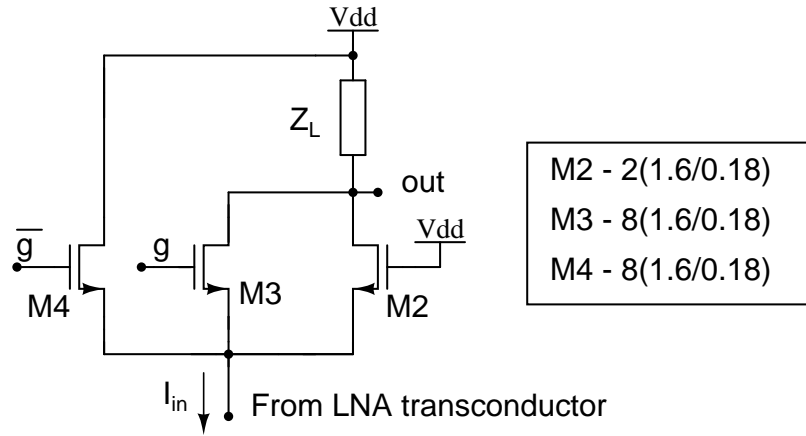 Vdd
Z_L
out
Vdd
g̅
g
M4
M3
M2
I_in
From LNA transconductor
M2 - 2(1.6/0.18)
M3 - 8(1.6/0.18)
M4 - 8(1.6/0.18)